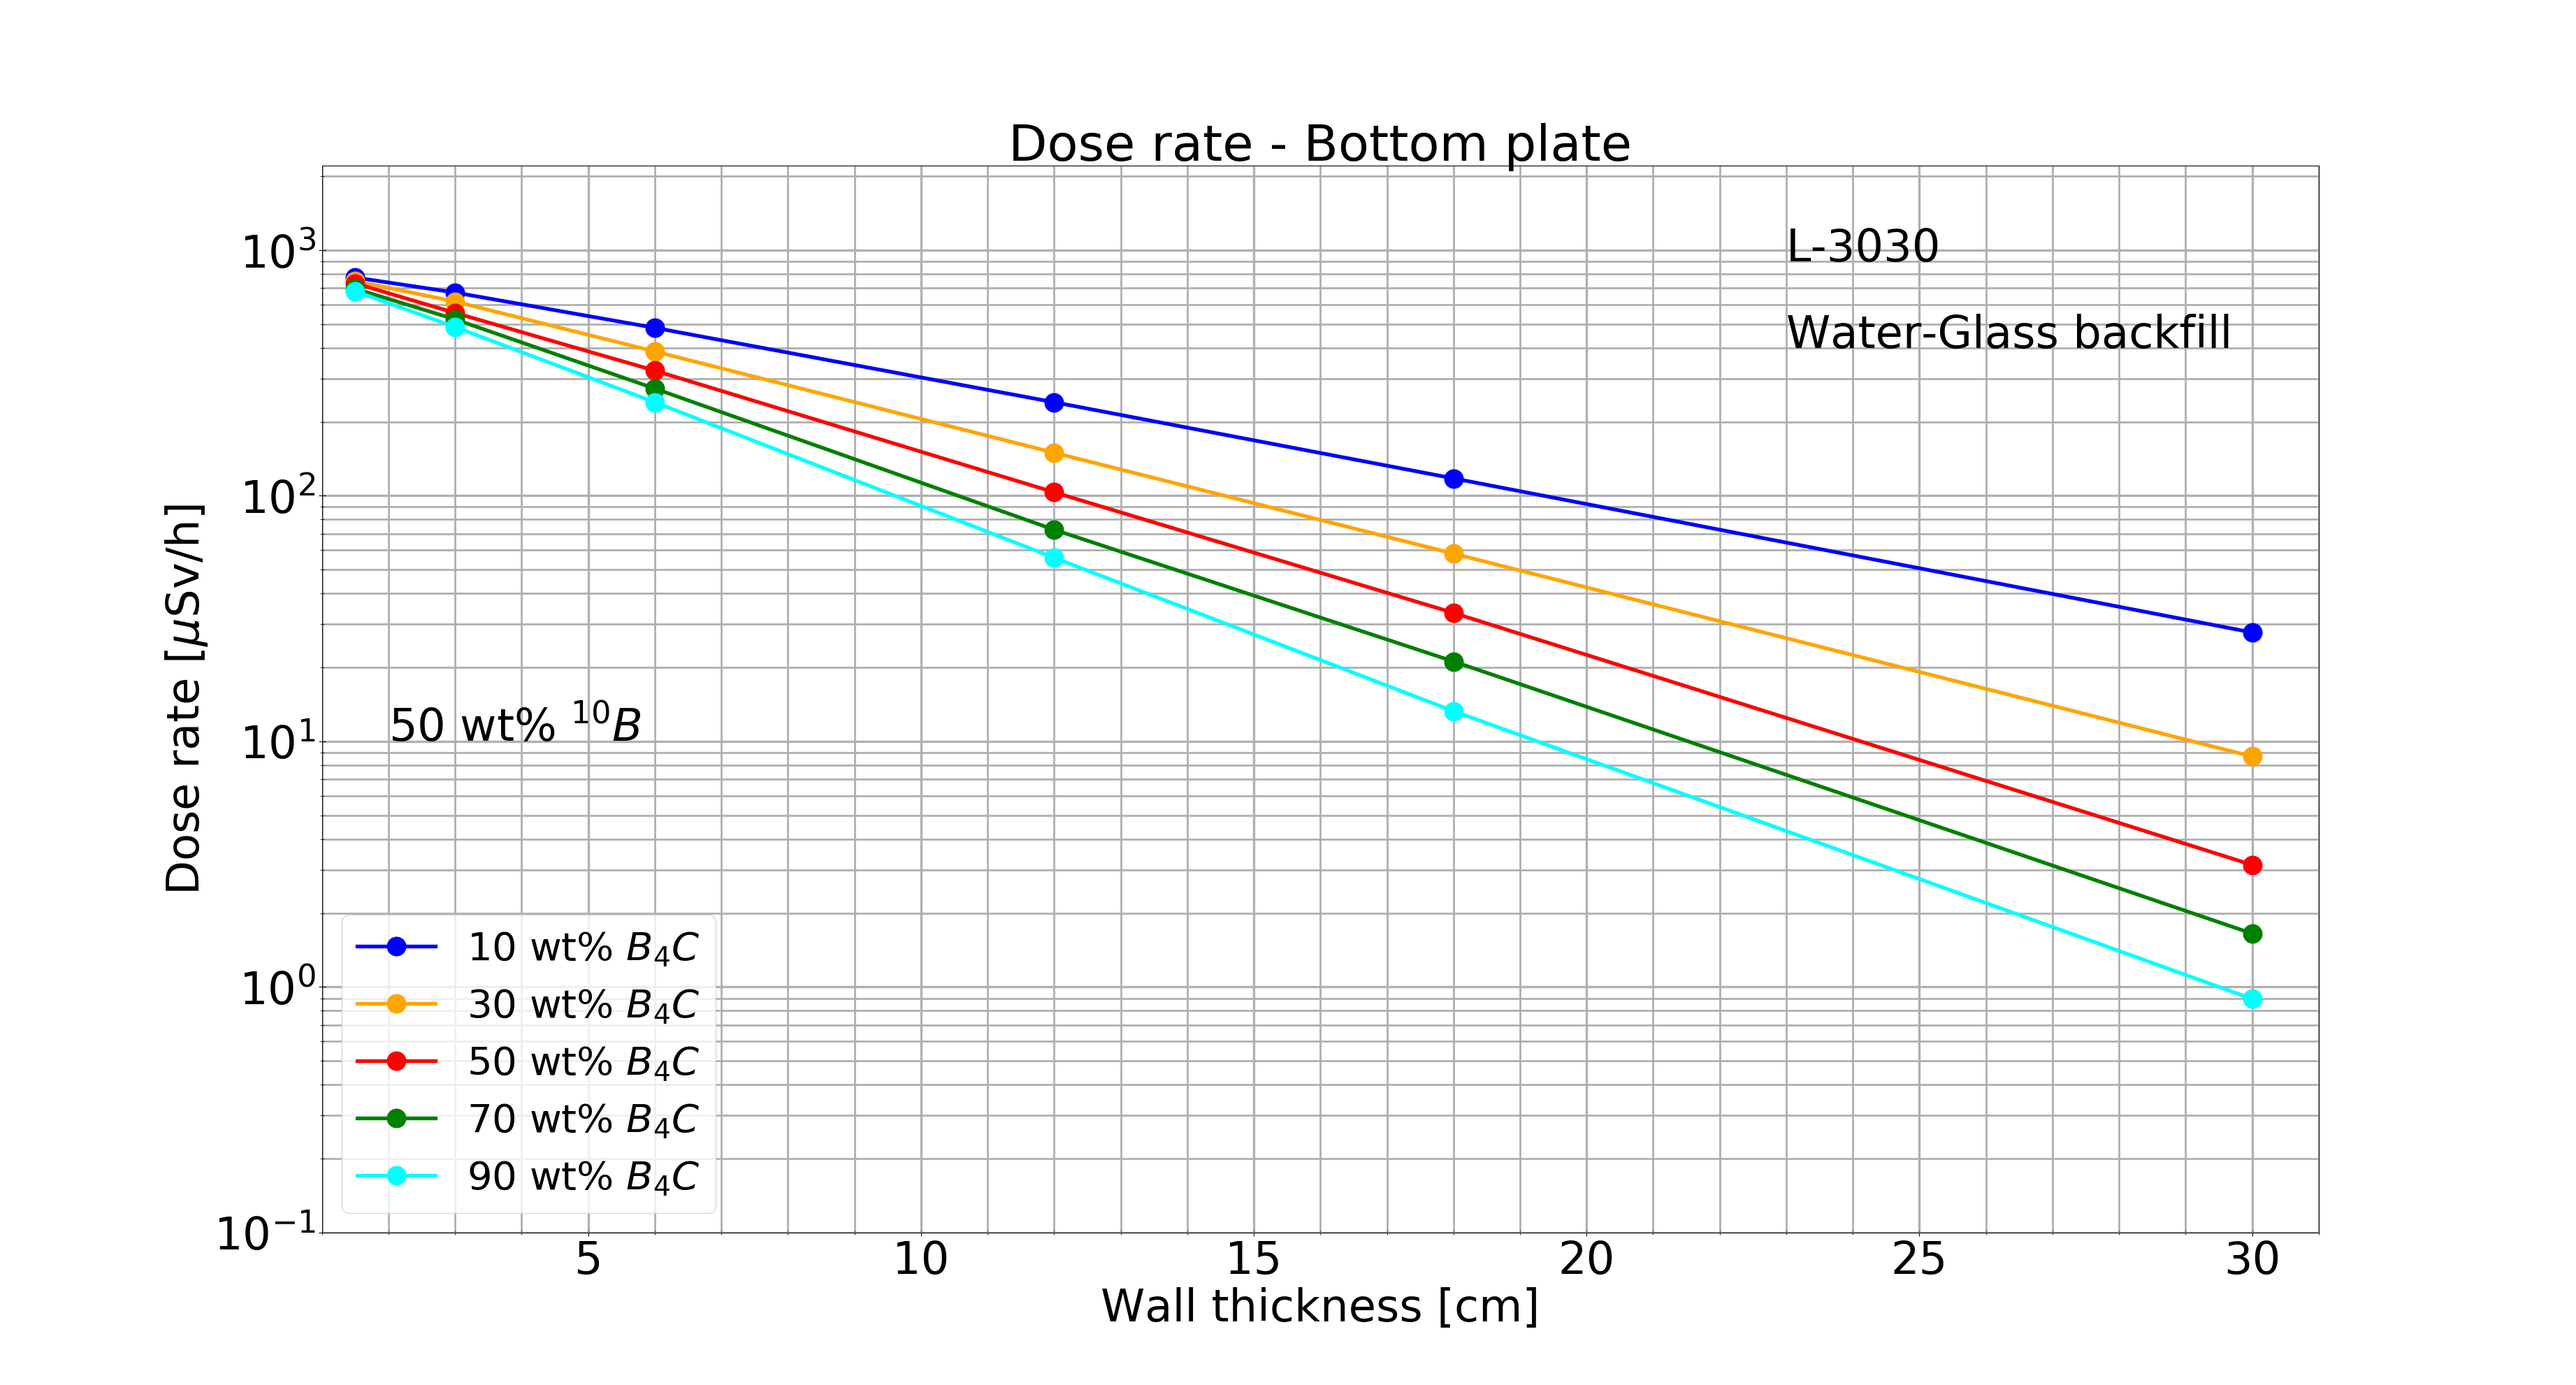 Dose rate - Bottom plate
10³
10²
10¹
10⁰
10⁻¹
Dose rate [μSv/h]
L-3030
Water-Glass backfill
50 wt% ¹⁰B
10 wt% B₄C
30 wt% B₄C
50 wt% B₄C
70 wt% B₄C
90 wt% B₄C
5 10 15 20 25 30
Wall thickness [cm]